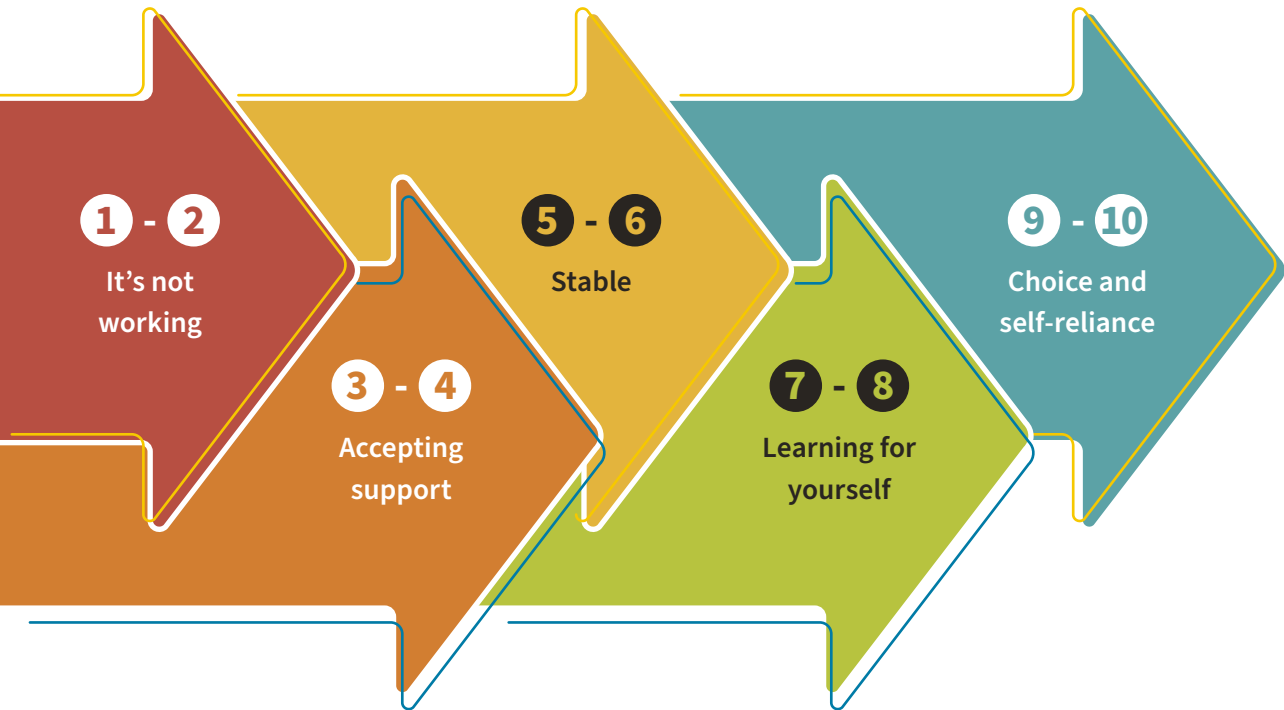 1 - 2
It’s not
working
3 - 4
Accepting
support
5 - 6
Stable
7 - 8
Learning for
yourself
9 - 10
Choice and
self-reliance